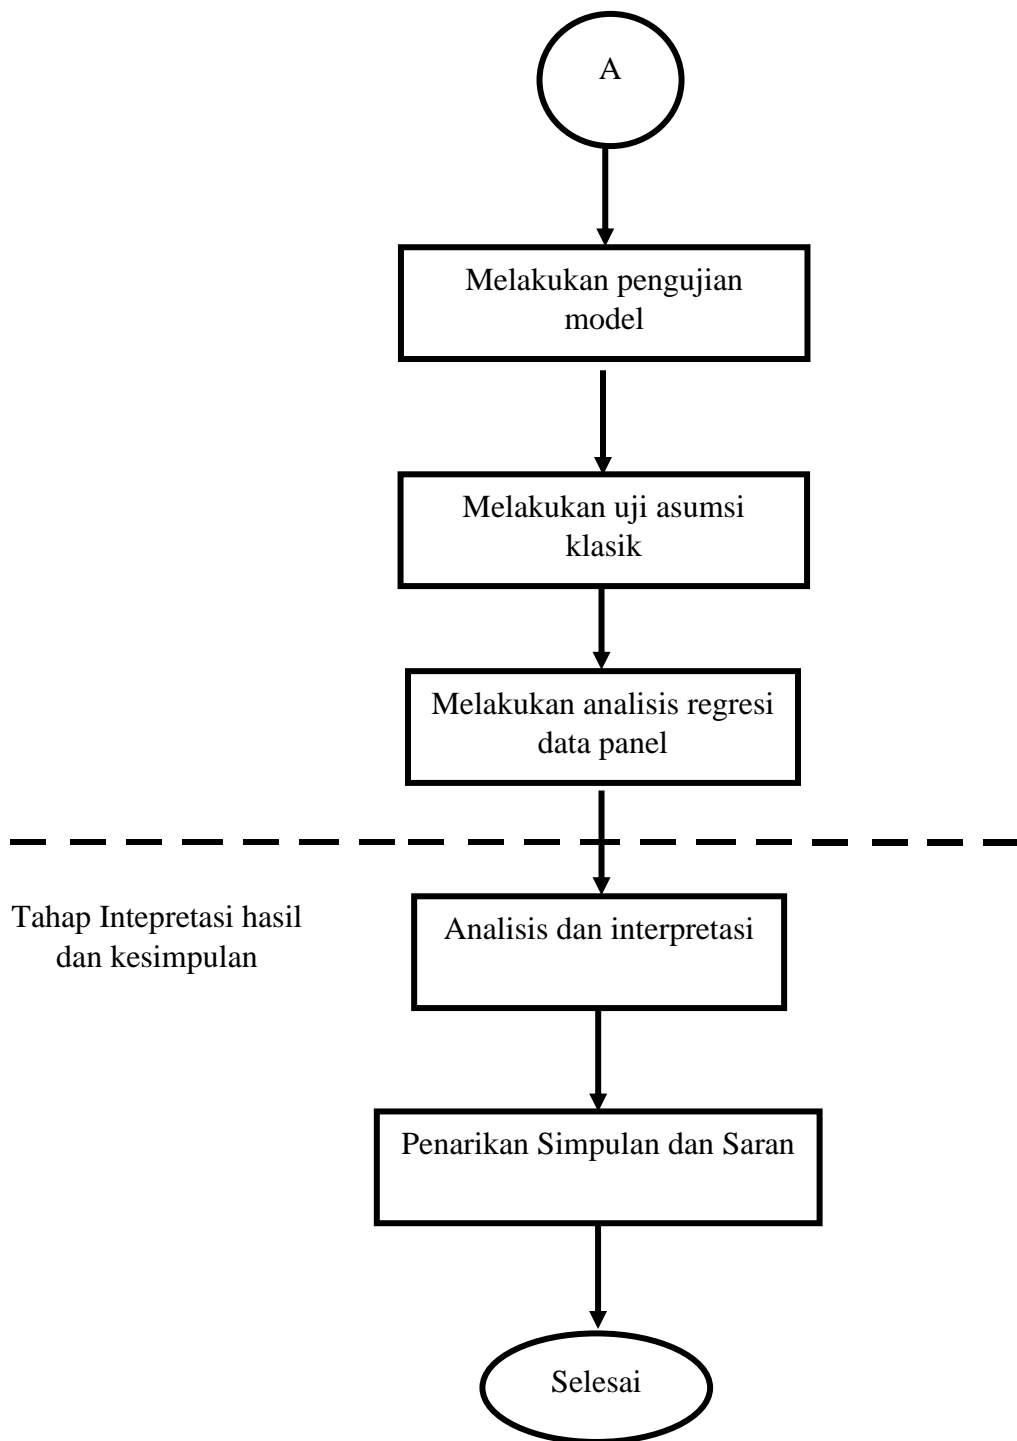 A
Melakukan pengujian
model
Melakukan uji asumsi
klasik
Melakukan analisis regresi
data panel
Tahap Intepretasi hasil
dan kesimpulan
Analisis dan interpretasi
Penarikan Simpulan dan Saran
Selesai